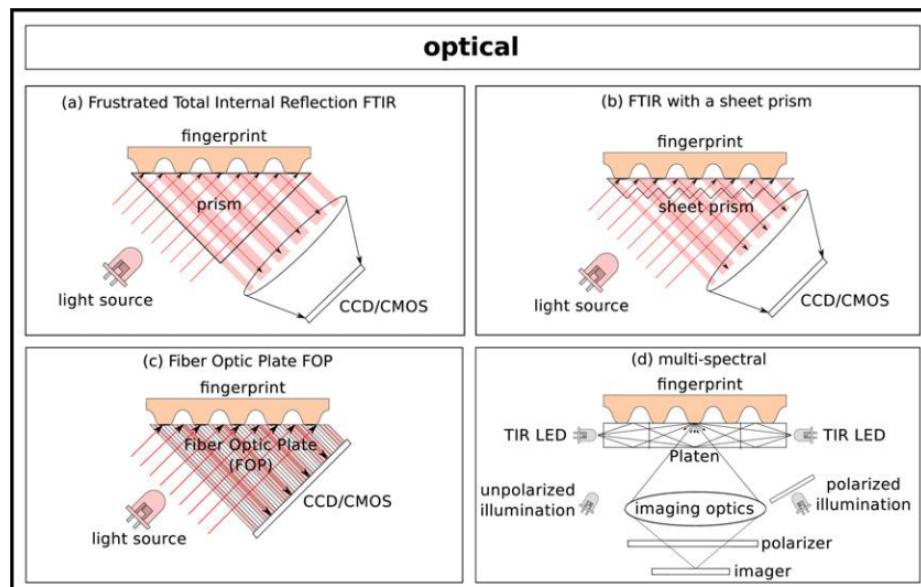 optical
(a) Frustrated Total Internal Reflection FTIR
fingerprint
prism
light source
CCD/CMOS
(b) FTIR with a sheet prism
fingerprint
sheet prism
light source
CCD/CMOS
(c) Fiber Optic Plate FOP
fingerprint
Fiber Optic Plate
(FOP)
CCD/CMOS
light source
(d) multi-spectral
fingerprint
TIR LED
TIR LED
Platen
unpolarized
illumination
polarized
illumination
imaging optics
polarizer
imager